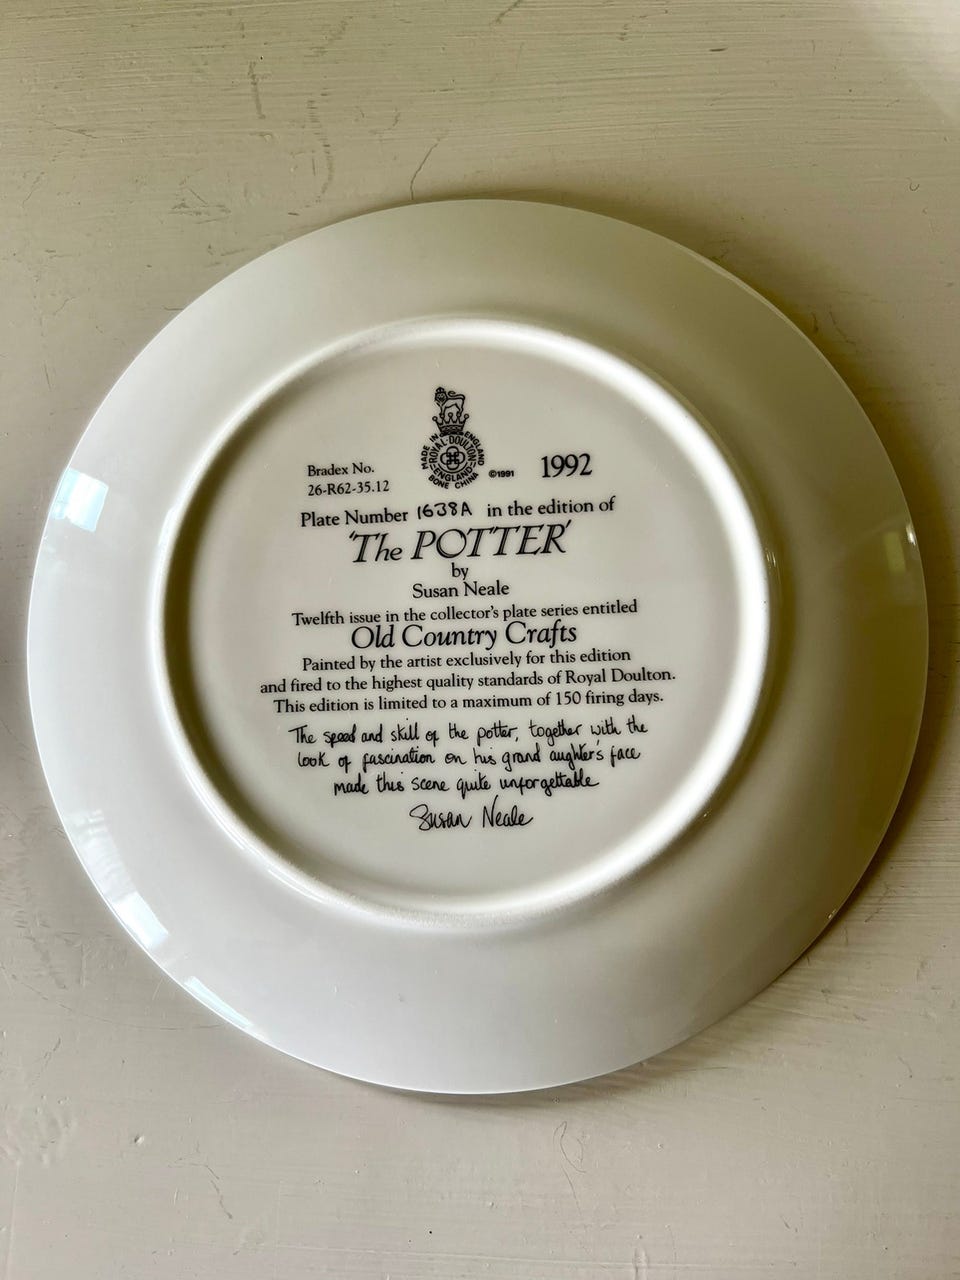 MADE IN ENGLAND
ROYAL·DOULTON
ENGLAND
BONE CHINA
©1991
1992
Bradex No.
26-R62-35.12
Plate Number 1638A in the edition of
'The POTTER'
by
Susan Neale
Twelfth issue in the collector's plate series entitled
Old Country Crafts
Painted by the artist exclusively for this edition
and fired to the highest quality standards of Royal Doulton.
This edition is limited to a maximum of 150 firing days.
The speed and skill of the potter, together with the
look of fascination on his grand aughter's face
made this scene quite unforgettable
Susan Neale